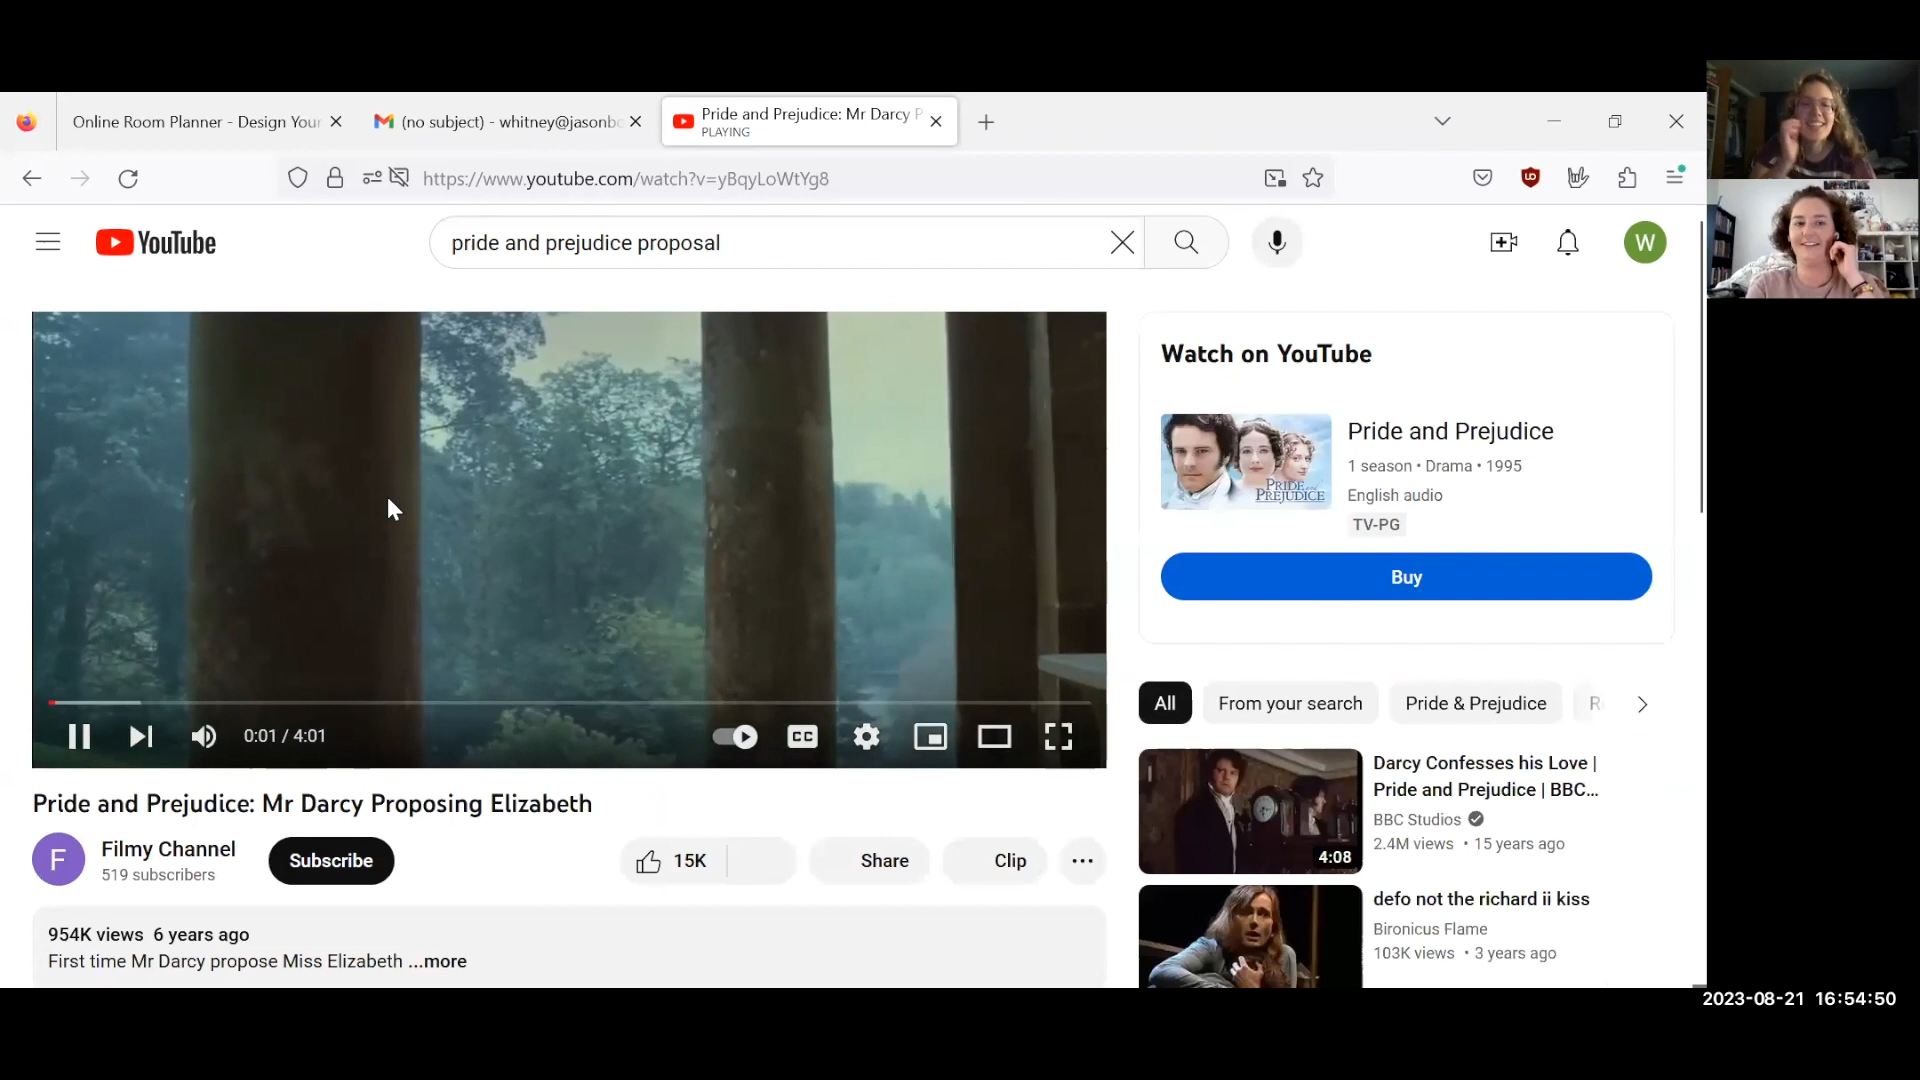 Online Room Planner - Design Your
(no subject) - whitney@jasonbo
Pride and Prejudice: Mr Darcy P
PLAYING
https://www.youtube.com/watch?v=yBqyLoWtYg8
YouTube
pride and prejudice proposal
W
Watch on YouTube
PRIDE and PREJUDICE
Pride and Prejudice
1 season • Drama • 1995
English audio
TV-PG
Buy
0:01 / 4:01
CC
All
From your search
Pride & Prejudice
Pride and Prejudice: Mr Darcy Proposing Elizabeth
F
Filmy Channel
519 subscribers
Subscribe
15K
Share
Clip
954K views 6 years ago
First time Mr Darcy propose Miss Elizabeth ...more
4:08
Darcy Confesses his Love |
Pride and Prejudice | BBC...
BBC Studios
2.4M views • 15 years ago
defo not the richard ii kiss
Bironicus Flame
103K views • 3 years ago
2023-08-21 16:54:50